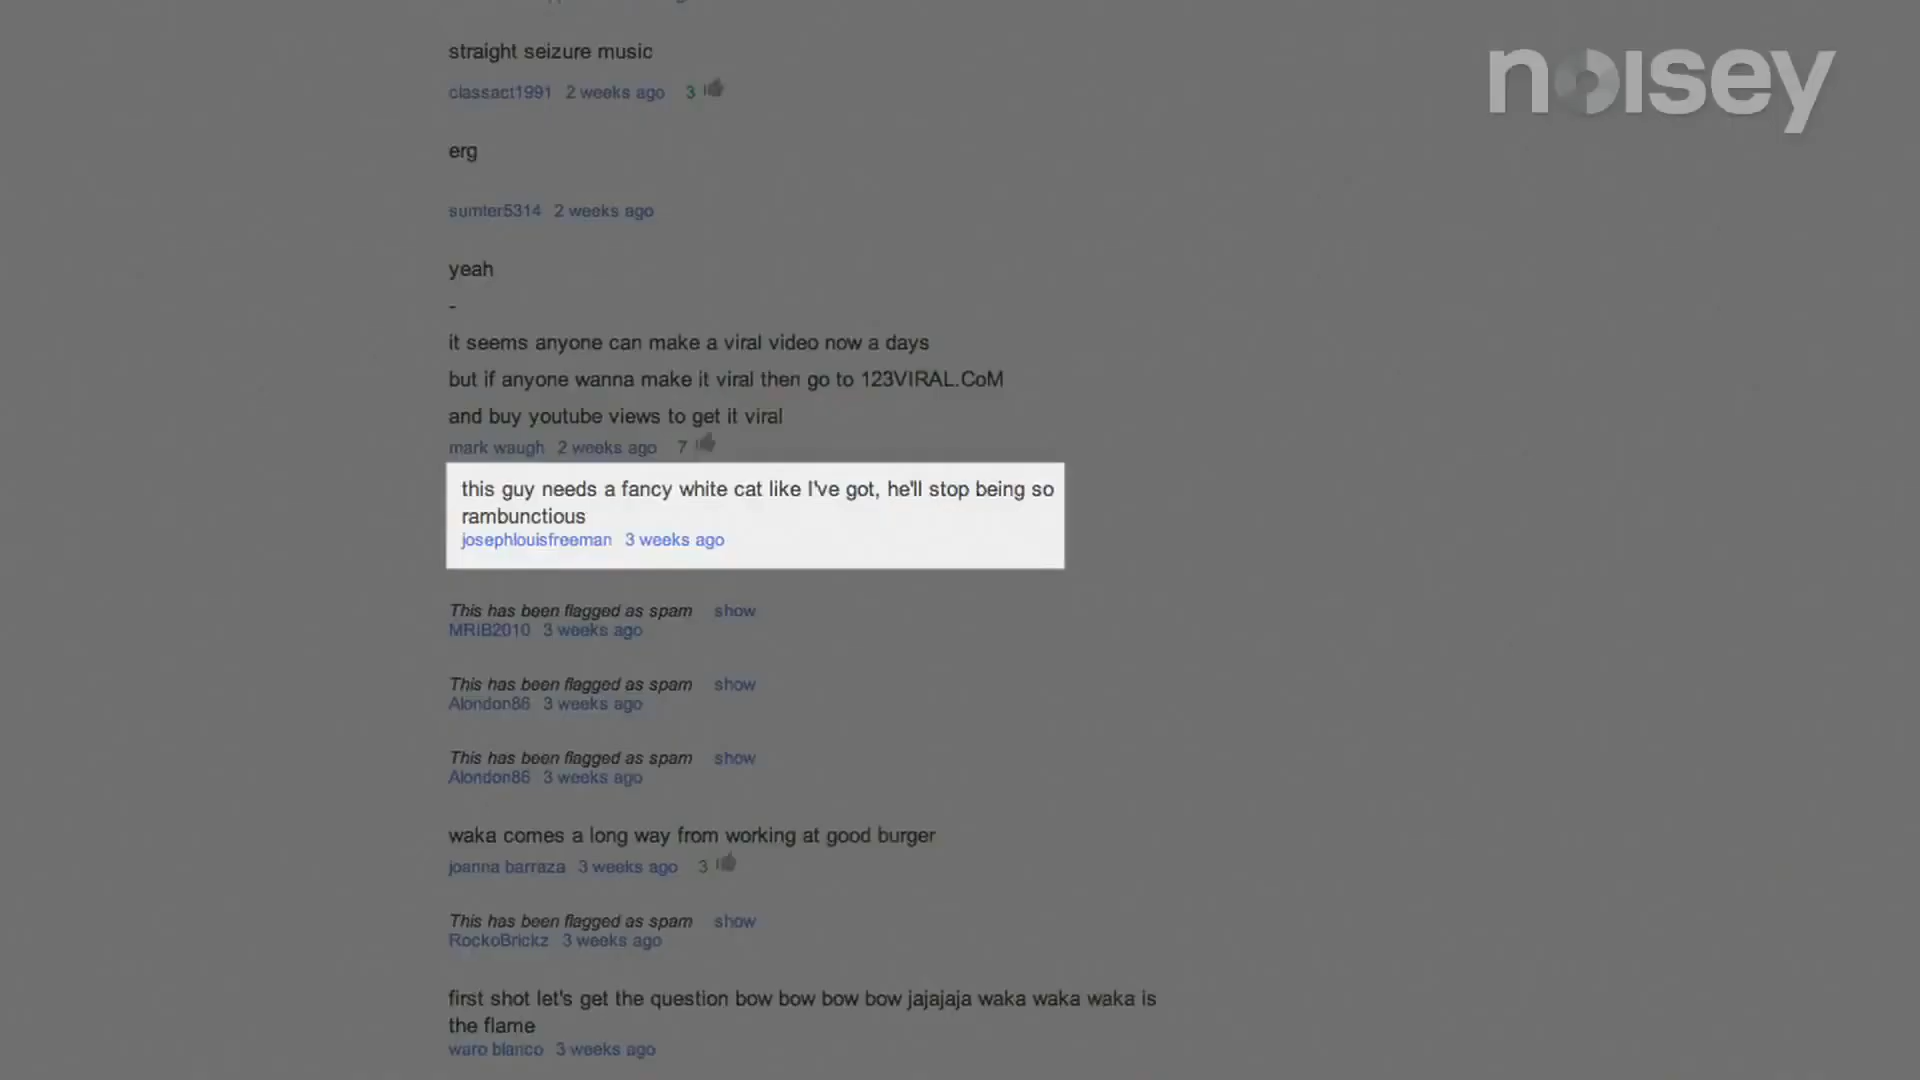 straight seizure music
classact1991 2 weeks ago 3
erg
sumter5314 2 weeks ago
yeah
-
it seems anyone can make a viral video now a days
but if anyone wanna make it viral then go to 123VIRAL.CoM
and buy youtube views to get it viral
mark waugh 2 weeks ago 7
this guy needs a fancy white cat like I've got, he'll stop being so
rambunctious
josephlouisfreeman 3 weeks ago
This has been flagged as spam show
MRIB2010 3 weeks ago
This has been flagged as spam show
Alondon86 3 weeks ago
This has been flagged as spam show
Alondon86 3 weeks ago
waka comes a long way from working at good burger
joanna barraza 3 weeks ago 3
This has been flagged as spam show
RockoBrickz 3 weeks ago
first shot let's get the question bow bow bow bow jajajaja waka waka waka is
the flame
waro blanco 3 weeks ago
noisey